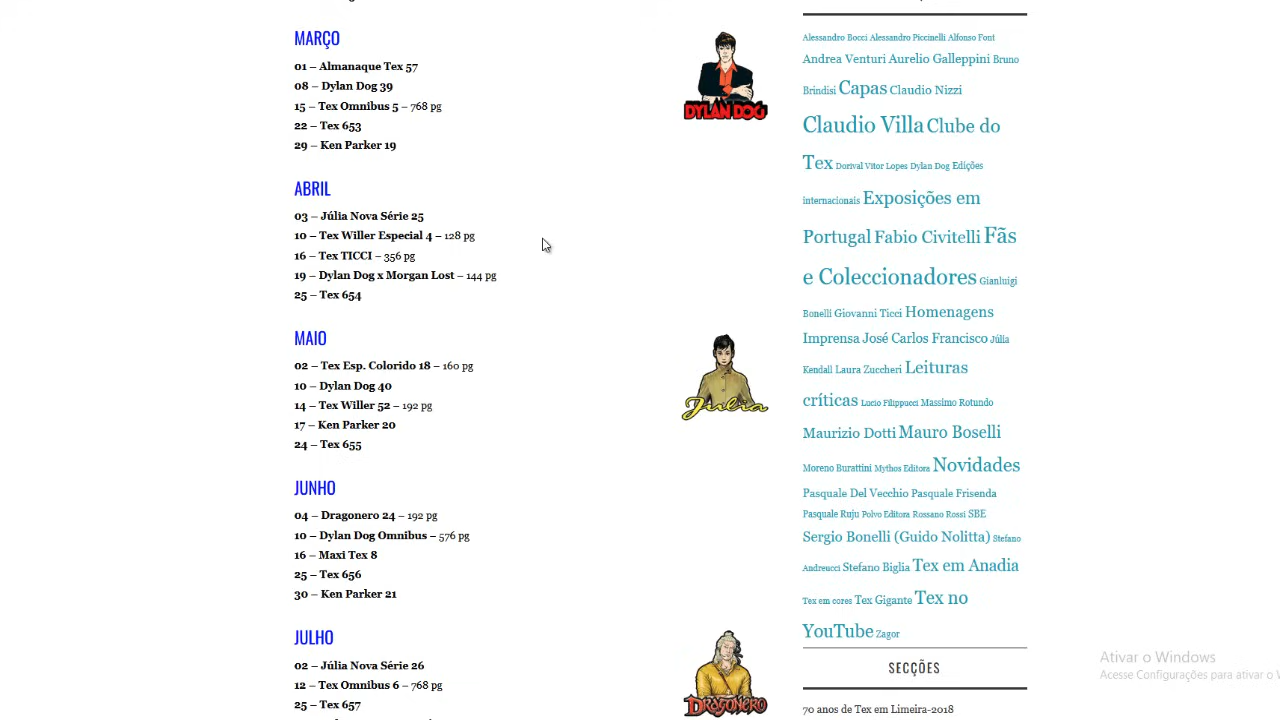 MARÇO
01 – Almanaque Tex 57
08 – Dylan Dog 39
15 – Tex Omnibus 5 – 768 pg
22 – Tex 653
29 – Ken Parker 19
ABRIL
03 – Júlia Nova Série 25
10 – Tex Willer Especial 4 – 128 pg
16 – Tex TICCI – 356 pg
19 – Dylan Dog x Morgan Lost – 144 pg
25 – Tex 654
MAIO
02 – Tex Esp. Colorido 18 – 160 pg
10 – Dylan Dog 40
14 – Tex Willer 52 – 192 pg
17 – Ken Parker 20
24 – Tex 655
JUNHO
04 – Dragonero 24 – 192 pg
10 – Dylan Dog Omnibus – 576 pg
16 – Maxi Tex 8
25 – Tex 656
30 – Ken Parker 21
JULHO
02 – Júlia Nova Série 26
12 – Tex Omnibus 6 – 768 pg
25 – Tex 657
DYLAN DOG
Julia
DRAGONERO
Alessandro Bocci Alessandro Piccinelli Alfonso Font
Andrea Venturi Aurelio Galleppini Bruno
Brindisi Capas Claudio Nizzi
Claudio Villa Clube do
Tex Dorival Vitor Lopes Dylan Dog Edições
internacionais Exposições em
Portugal Fabio Civitelli Fãs
e Coleccionadores Gianluigi
Bonelli Giovanni Ticci Homenagens
Imprensa José Carlos Francisco Júlia
Kendall Laura Zuccheri Leituras
críticas Lucio Filippucci Massimo Rotundo
Maurizio Dotti Mauro Boselli
Moreno Burattini Mythos Editora Novidades
Pasquale Del Vecchio Pasquale Frisenda
Pasquale Ruju Polvo Editora Rossano Rossi SBE
Sergio Bonelli (Guido Nolitta) Stefano
Andreucci Stefano Biglia Tex em Anadia
Tex em cores Tex Gigante Tex no
YouTube Zagor
SECÇÕES
70 anos de Tex em Limeira-2018
Ativar o Windows
Acesse Configurações para ativar o